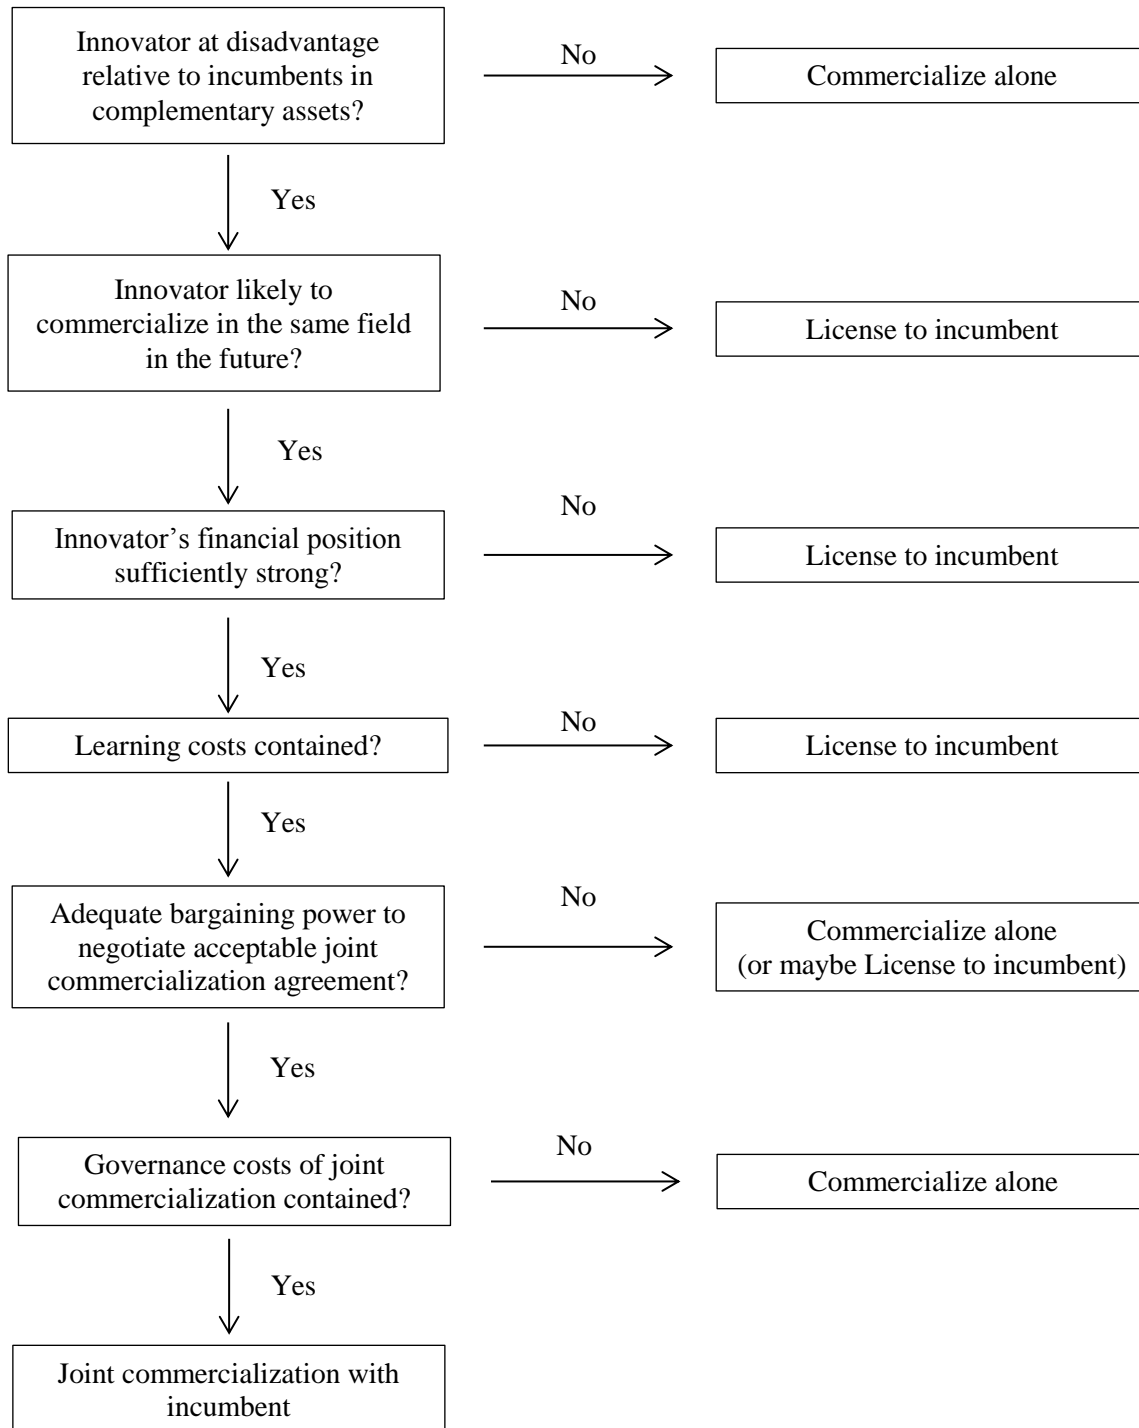 Innovator at disadvantage
relative to incumbents in
complementary assets?
No
Commercialize alone
Yes
Innovator likely to
commercialize in the same field
in the future?
No
License to incumbent
Yes
Innovator’s financial position
sufficiently strong?
No
License to incumbent
Yes
Learning costs contained?
No
License to incumbent
Yes
Adequate bargaining power to
negotiate acceptable joint
commercialization agreement?
No
Commercialize alone
(or maybe License to incumbent)
Yes
Governance costs of joint
commercialization contained?
No
Commercialize alone
Yes
Joint commercialization with
incumbent